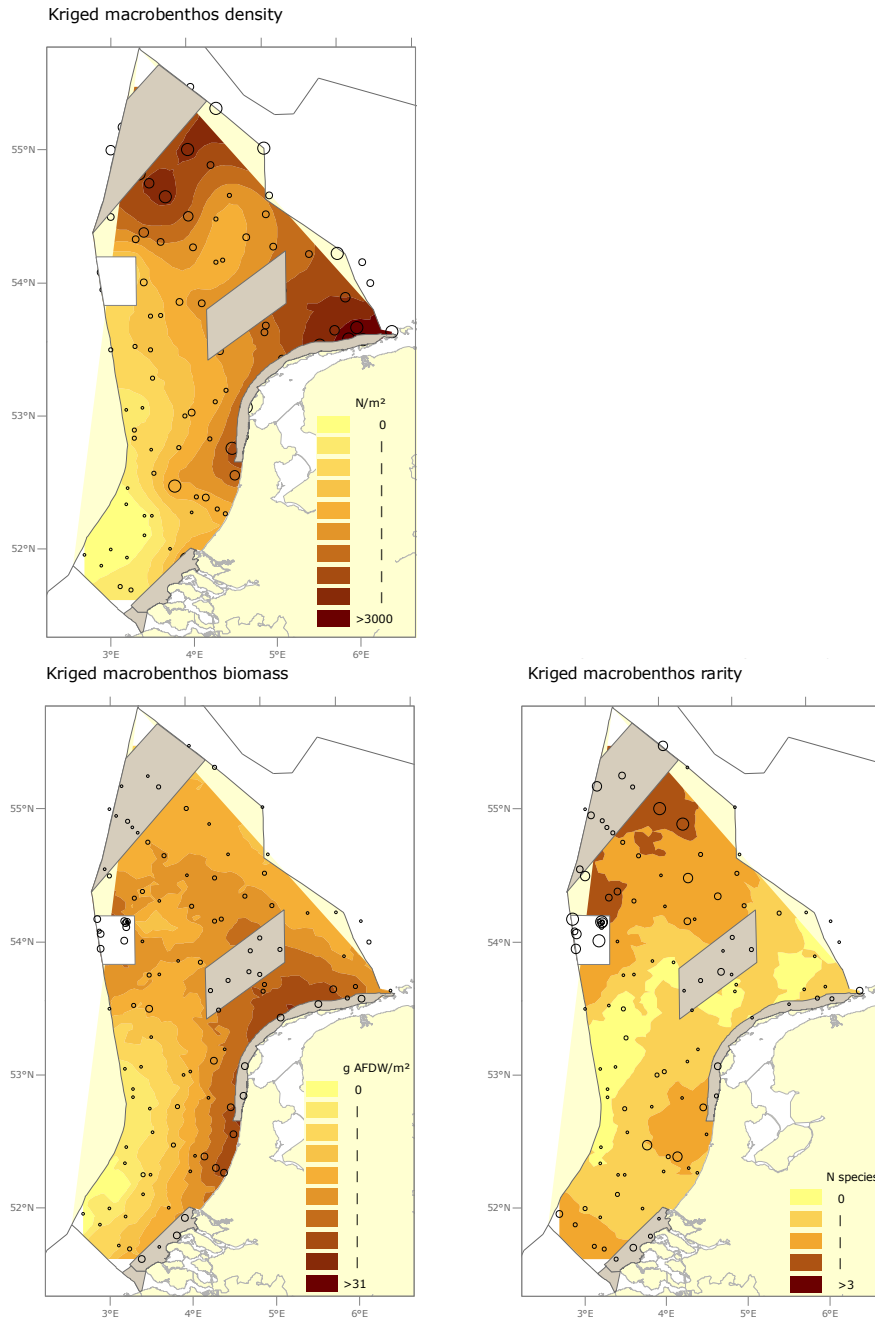 Kriged macrobenthos density
55°N
54°N
53°N
52°N
N/m²
0
>3000
3°E 4°E 5°E 6°E
Kriged macrobenthos biomass
55°N
54°N
53°N
52°N
g AFDW/m²
0
>31
3°E 4°E 5°E 6°E
Kriged macrobenthos rarity
N species
0
>3
3°E 4°E 5°E 6°E